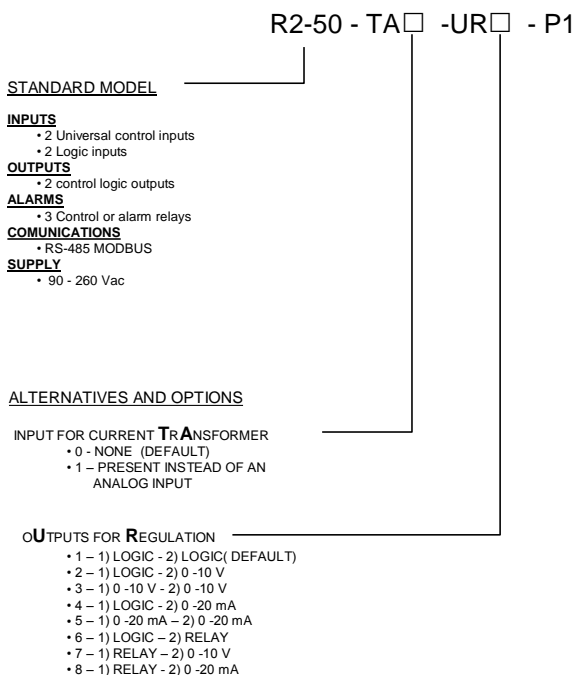 R2-50 - TA□ -UR□ - P1
STANDARD MODEL
INPUTS
• 2 Universal control inputs
• 2 Logic inputs
OUTPUTS
• 2 control logic outputs
ALARMS
• 3 Control or alarm relays
COMUNICATIONS
• RS-485 MODBUS
SUPPLY
• 90 - 260 Vac
ALTERNATIVES AND OPTIONS
INPUT FOR CURRENT TRANSFORMER
• 0 - NONE (DEFAULT)
• 1 – PRESENT INSTEAD OF AN
ANALOG INPUT
OUTPUTS FOR REGULATION
• 1 – 1) LOGIC - 2) LOGIC( DEFAULT)
• 2 – 1) LOGIC - 2) 0 -10 V
• 3 – 1) 0 -10 V - 2) 0 -10 V
• 4 – 1) LOGIC - 2) 0 -20 mA
• 5 – 1) 0 -20 mA – 2) 0 -20 mA
• 6 – 1) LOGIC – 2) RELAY
• 7 – 1) RELAY – 2) 0 -10 V
• 8 – 1) RELAY - 2) 0 -20 mA